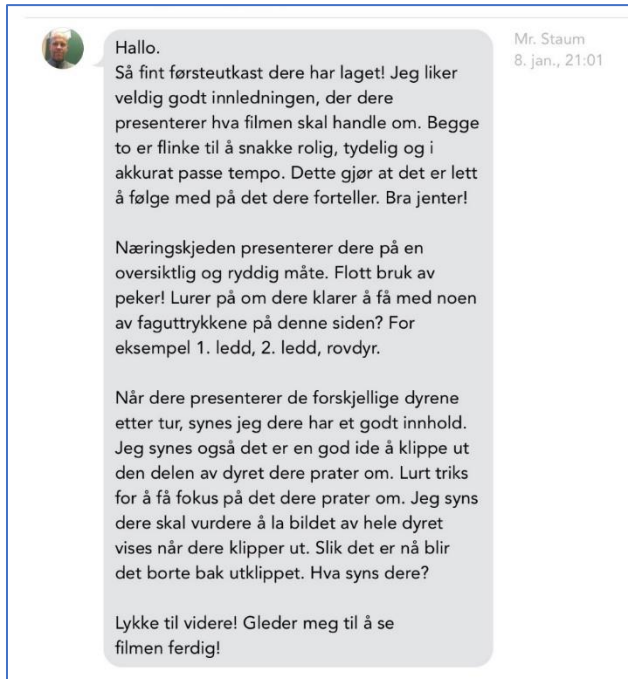 Hallo.
Så fint førsteutkast dere har laget! Jeg liker
veldig godt innledningen, der dere
presenterer hva filmen skal handle om. Begge
to er flinke til å snakke rolig, tydelig og i
akkurat passe tempo. Dette gjør at det er lett
å følge med på det dere forteller. Bra jenter!
Næringskjeden presenterer dere på en
oversiktlig og ryddig måte. Flott bruk av
peker! Lurer på om dere klarer å få med noen
av faguttrykkene på denne siden? For
eksempel 1. ledd, 2. ledd, rovdyr.
Når dere presenterer de forskjellige dyrene
etter tur, synes jeg dere har et godt innhold.
Jeg synes også det er en god ide å klippe ut
den delen av dyret dere prater om. Lurt triks
for å få fokus på det dere prater om. Jeg syns
dere skal vurdere å la bildet av hele dyret
vises når dere klipper ut. Slik det er nå blir
det borte bak utklippet. Hva syns dere?
Lykke til videre! Gleder meg til å se
filmen ferdig!
Mr. Staum
8. jan., 21:01